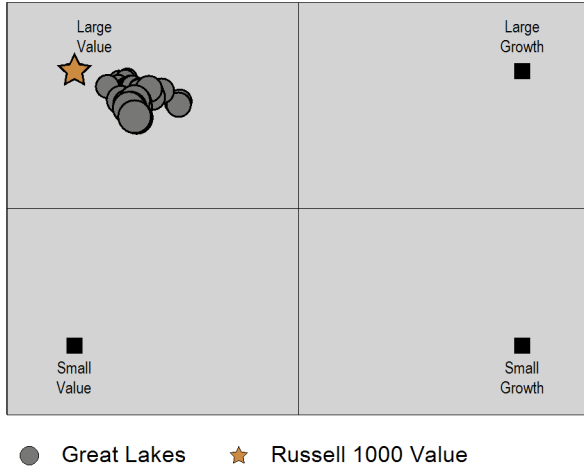 Large
Value
Large
Growth
Small
Value
Small
Growth
Great Lakes
Russell 1000 Value